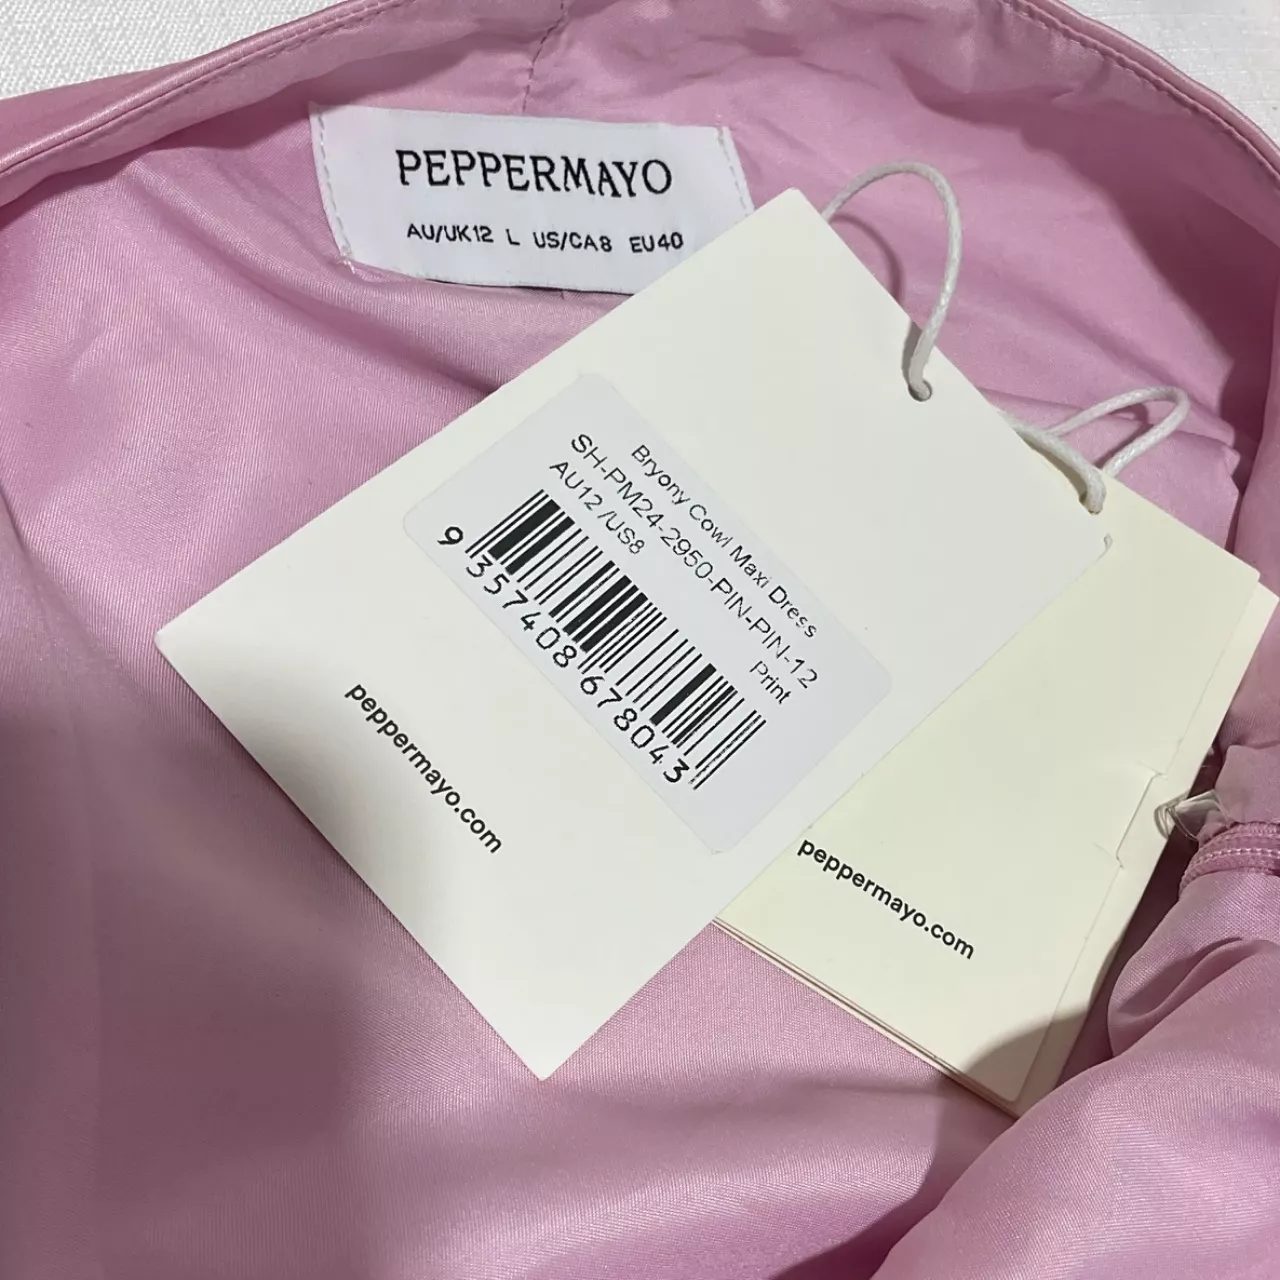 PEPPERMAYO
AU/UK12 L US/CA8 EU40
Bryony Cowl Maxi Dress
SH-PM24-2950-PIN-PIN-12
AU12 /US8
Print
9 357408 678043
peppermayo.com
peppermayo.com